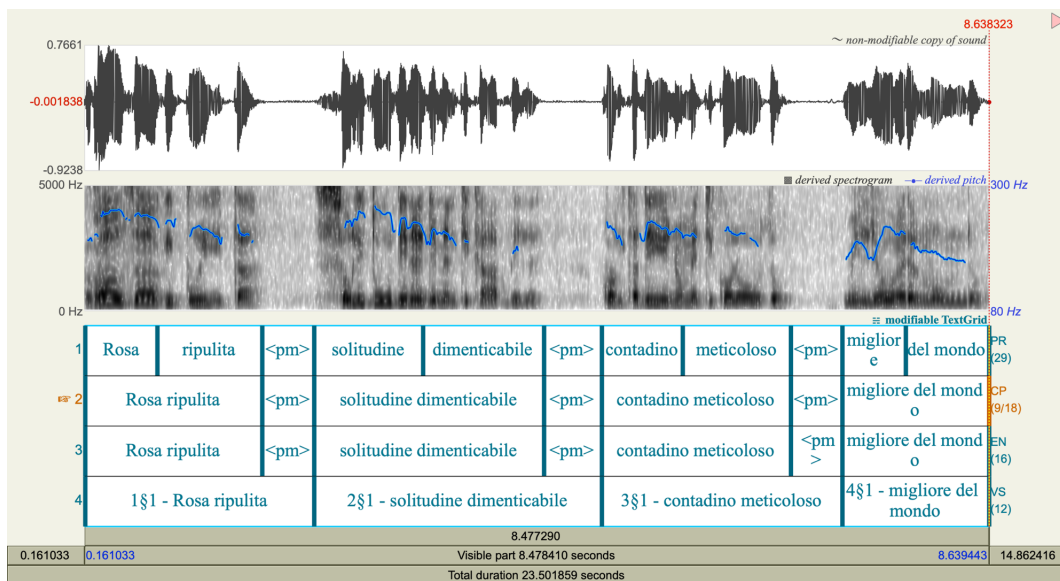 8.638323
0.7661
~ non-modifiable copy of sound
-0.001838
-0.9238
5000 Hz
derived spectrogram
derived pitch
300 Hz
0 Hz
80 Hz
modifiable TextGrid
1
Rosa
ripulita
<pm>
solitudine
dimenticabile
<pm>
contadino
meticoloso
<pm>
miglior
e
del mondo
PR
(29)
2
Rosa ripulita
<pm>
solitudine dimenticabile
<pm>
contadino meticoloso
<pm>
migliore del mond
o
CP
(9/18)
3
Rosa ripulita
<pm>
solitudine dimenticabile
<pm>
contadino meticoloso
<pm
>
migliore del mond
o
EN
(16)
4
1§1 - Rosa ripulita
2§1 - solitudine dimenticabile
3§1 - contadino meticoloso
4§1 - migliore del
mondo
VS
(12)
8.477290
0.161033
0.161033
Visible part 8.478410 seconds
8.639443
14.862416
Total duration 23.501859 seconds